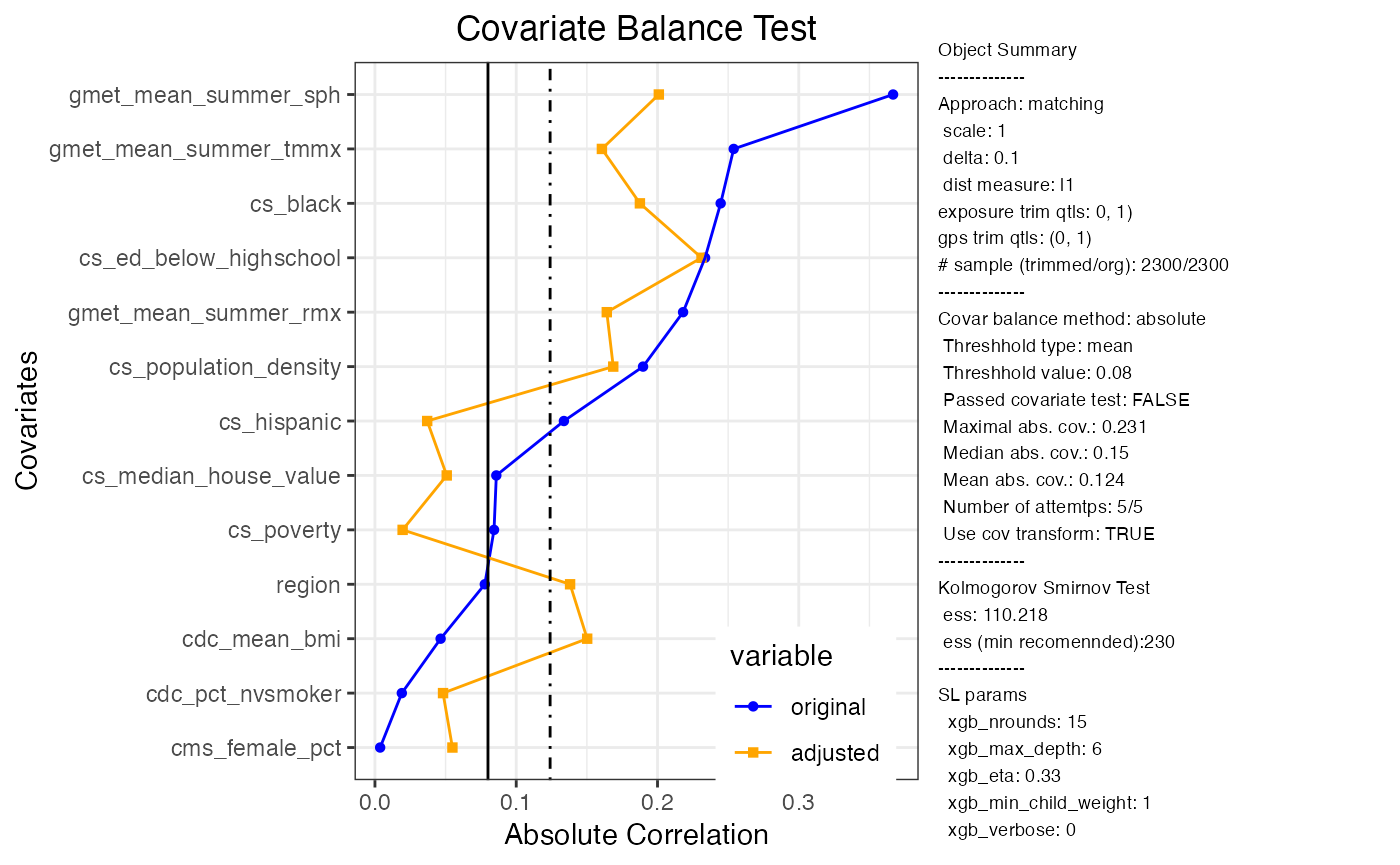 Covariate Balance Test
Covariates
gmet_mean_summer_sph
gmet_mean_summer_tmmx
cs_black
cs_ed_below_highschool
gmet_mean_summer_rmx
cs_population_density
cs_hispanic
cs_median_house_value
cs_poverty
region
cdc_mean_bmi
cdc_pct_nvsmoker
cms_female_pct
0.0 0.1 0.2 0.3
Absolute Correlation
variable
original
adjusted
Object Summary
--------------
Approach: matching
scale: 1
delta: 0.1
dist measure: l1
exposure trim qtls: 0, 1)
gps trim qtls: (0, 1)
# sample (trimmed/org): 2300/2300
--------------
Covar balance method: absolute
Threshhold type: mean
Threshhold value: 0.08
Passed covariate test: FALSE
Maximal abs. cov.: 0.231
Median abs. cov.: 0.15
Mean abs. cov.: 0.124
Number of attemtps: 5/5
Use cov transform: TRUE
--------------
Kolmogorov Smirnov Test
ess: 110.218
ess (min recomennded):230
--------------
SL params
xgb_nrounds: 15
xgb_max_depth: 6
xgb_eta: 0.33
xgb_min_child_weight: 1
xgb_verbose: 0